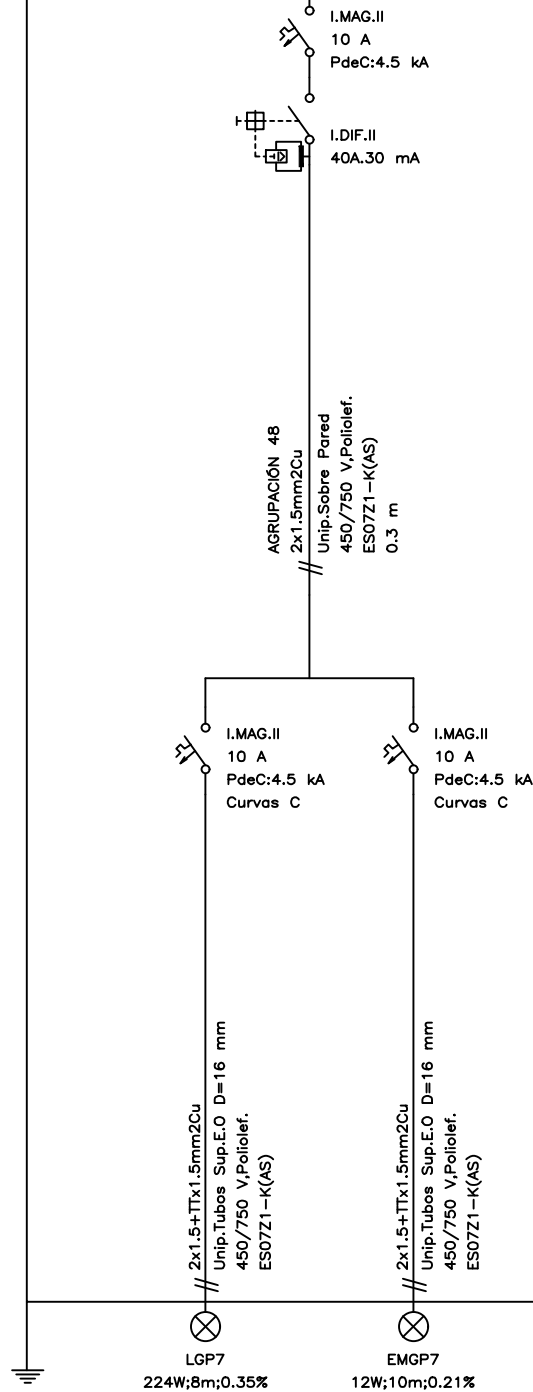 I.MAG.II
10 A
PdeC:4.5 kA
I.DIF.II
40A.30 mA
AGRUPACIÓN 48
2x1.5mm2Cu
Unip.Sobre Pared
450/750 V,Poliolef.
ES07Z1-K(AS)
0.3 m
I.MAG.II
10 A
PdeC:4.5 kA
Curvas C
I.MAG.II
10 A
PdeC:4.5 kA
Curvas C
2x1.5+TTx1.5mm2Cu
Unip.Tubos Sup.E.O D=16 mm
450/750 V,Poliolef.
ES07Z1-K(AS)
2x1.5+TTx1.5mm2Cu
Unip.Tubos Sup.E.O D=16 mm
450/750 V,Poliolef.
ES07Z1-K(AS)
LGP7
224W;8m;0.35%
EMGP7
12W;10m;0.21%